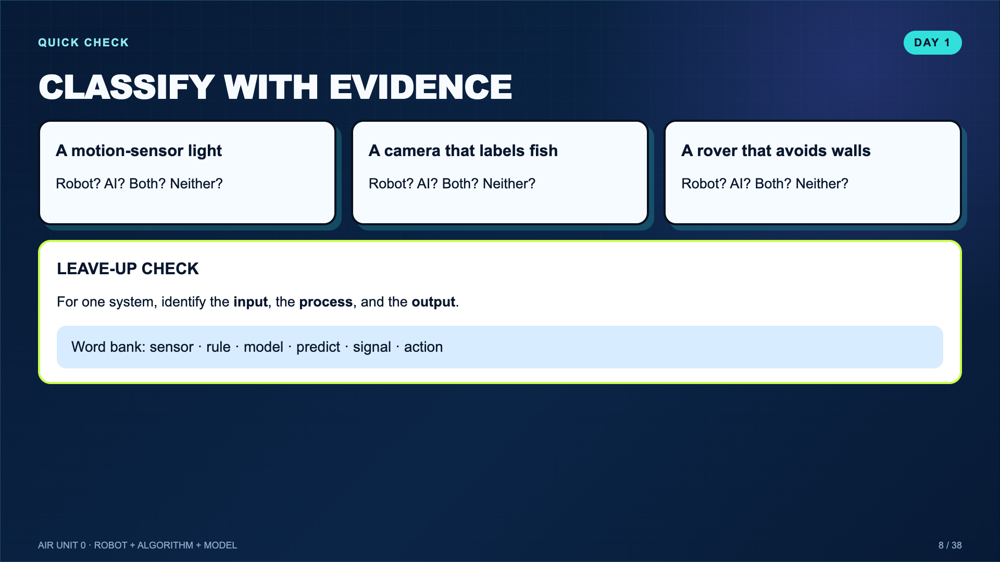 QUICK CHECK
DAY 1
CLASSIFY WITH EVIDENCE
A motion-sensor light
Robot? AI? Both? Neither?
A camera that labels fish
Robot? AI? Both? Neither?
A rover that avoids walls
Robot? AI? Both? Neither?
LEAVE-UP CHECK
For one system, identify the input, the process, and the output.
Word bank: sensor · rule · model · predict · signal · action
AIR UNIT 0 · ROBOT + ALGORITHM + MODEL
8 / 38